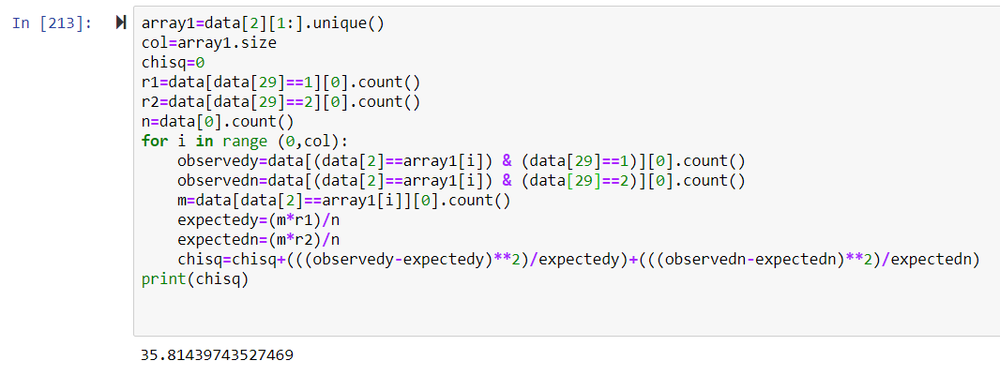 In [213]:
array1=data[2][1:].unique()
col=array1.size
chisq=0
r1=data[data[29]==1][0].count()
r2=data[data[29]==2][0].count()
n=data[0].count()
for i in range (0,col):
    observedy=data[(data[2]==array1[i]) & (data[29]==1)][0].count()
    observedn=data[(data[2]==array1[i]) & (data[29]==2)][0].count()
    m=data[data[2]==array1[i]][0].count()
    expectedy=(m*r1)/n
    expectedn=(m*r2)/n
    chisq=chisq+(((observedy-expectedy)**2)/expectedy)+(((observedn-expectedn)**2)/expectedn)
print(chisq)
35.81439743527469